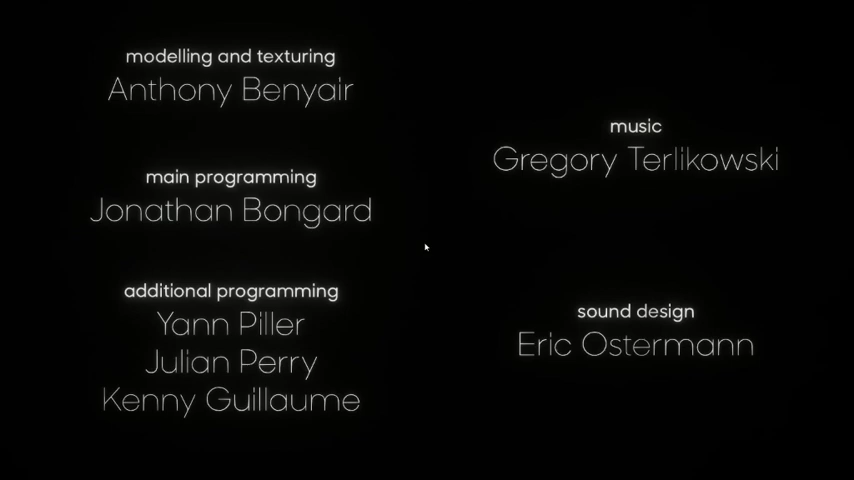 modelling and texturing
Anthony Benyair
main programming
Jonathan Bongard
additional programming
Yann Piller
Julian Perry
Kenny Guillaume
music
Gregory Terlikowski
sound design
Eric Ostermann